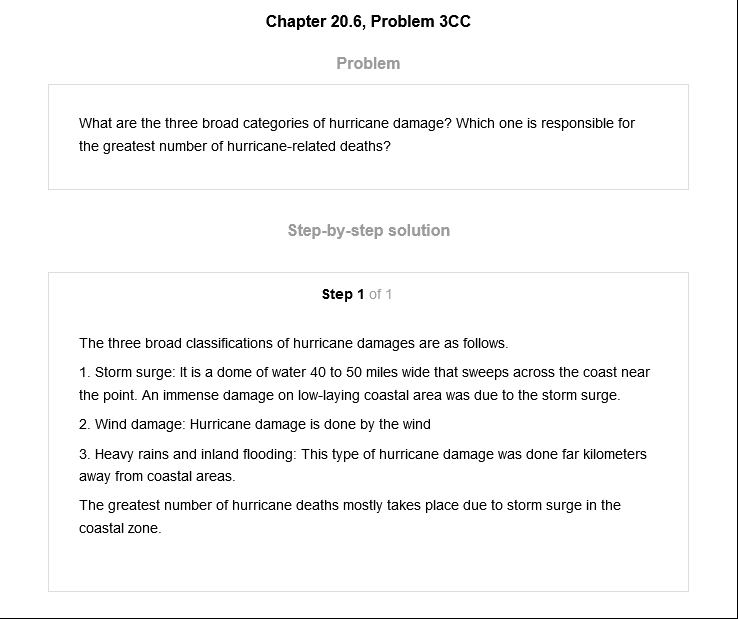 Chapter 20.6, Problem 3CC
Problem
What are the three broad categories of hurricane damage? Which one is responsible for
the greatest number of hurricane-related deaths?
Step-by-step solution
Step 1 of 1
The three broad classifications of hurricane damages are as follows.
1. Storm surge: It is a dome of water 40 to 50 miles wide that sweeps across the coast near
the point. An immense damage on low-laying coastal area was due to the storm surge.
2. Wind damage: Hurricane damage is done by the wind
3. Heavy rains and inland flooding: This type of hurricane damage was done far kilometers
away from coastal areas.
The greatest number of hurricane deaths mostly takes place due to storm surge in the
coastal zone.